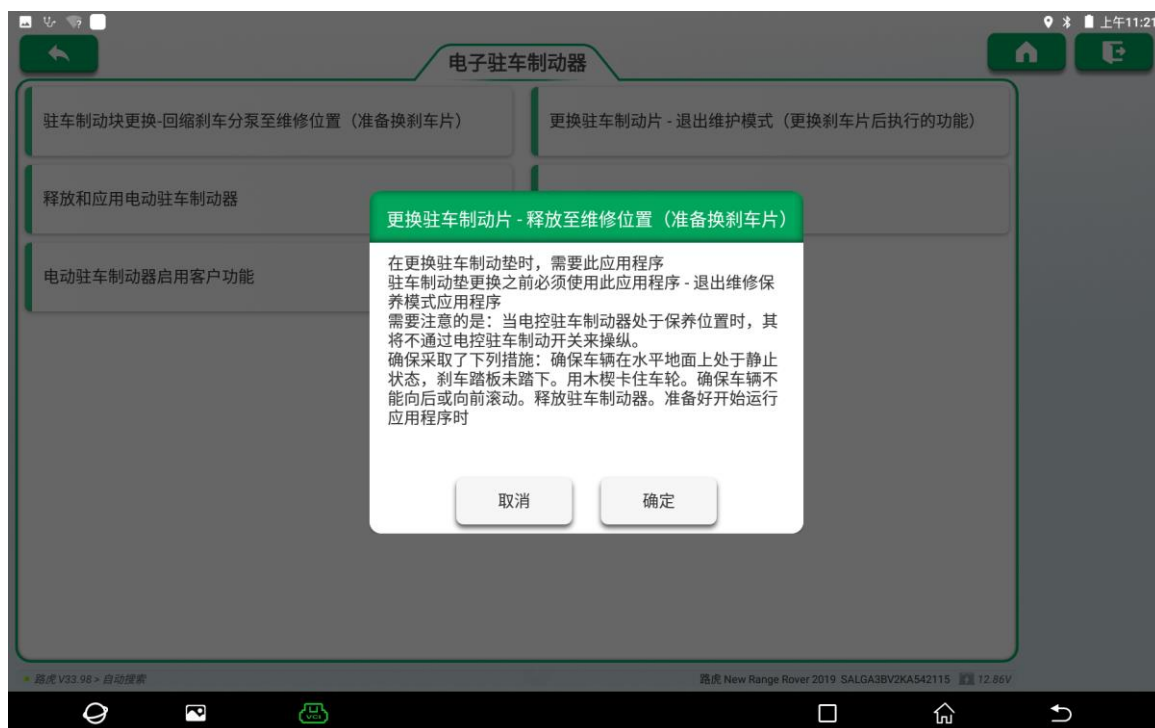 上午11:21
电子驻车制动器
驻车制动块更换-回缩刹车分泵至维修位置（准备换刹车片）
更换驻车制动片 - 退出维护模式（更换刹车片后执行的功能）
释放和应用电动驻车制动器
电动驻车制动器启用客户功能
更换驻车制动片 - 释放至维修位置（准备换刹车片）
在更换驻车制动垫时，需要此应用程序
驻车制动垫更换之前必须使用此应用程序 - 退出维修保
养模式应用程序
需要注意的是：当电控驻车制动器处于保养位置时，其
将不通过电控驻车制动开关来操纵。
确保采取了下列措施：确保车辆在水平地面上处于静止
状态，刹车踏板未踏下。用木楔卡住车轮。确保车辆不
能向后或向前滚动。释放驻车制动器。准备好开始运行
应用程序时
取消
确定
路虎 V33.98 > 自动搜索
路虎 New Range Rover 2019 SALGA3BV2KA542115 12.86V
VCI